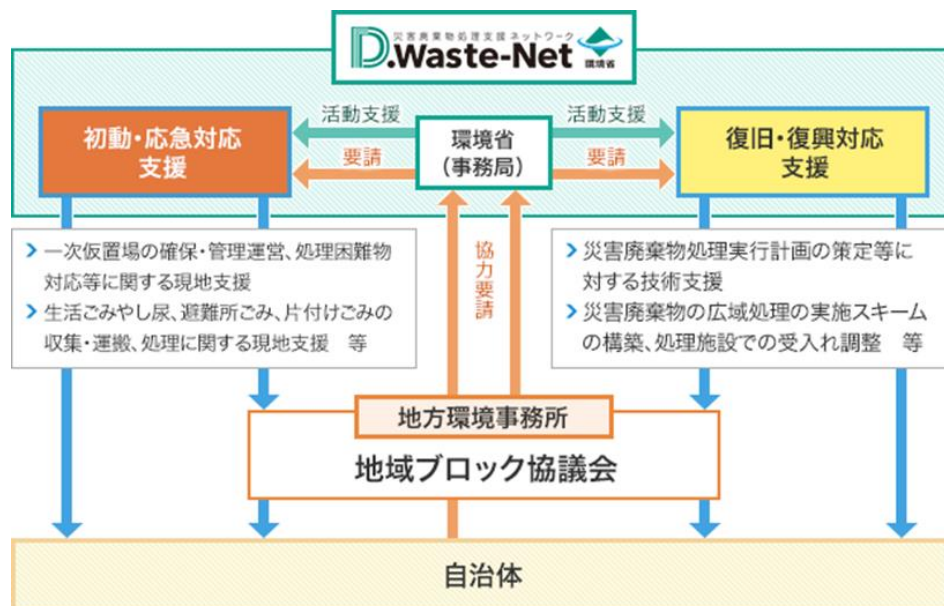 災害廃棄物処理支援ネットワーク
D.Waste-Net
環境省
初動・応急対応
支援
活動支援
要請
環境省
(事務局)
活動支援
要請
復旧・復興対応
支援
一次仮置場の確保・管理運営、処理困難物
対応等に関する現地支援
生活ごみやし尿、避難所ごみ、片付けごみの
収集・運搬、処理に関する現地支援 等
協力要請
災害廃棄物処理実行計画の策定等に
対する技術支援
災害廃棄物の広域処理の実施スキーム
の構築、処理施設での受入れ調整 等
地方環境事務所
地域ブロック協議会
自治体